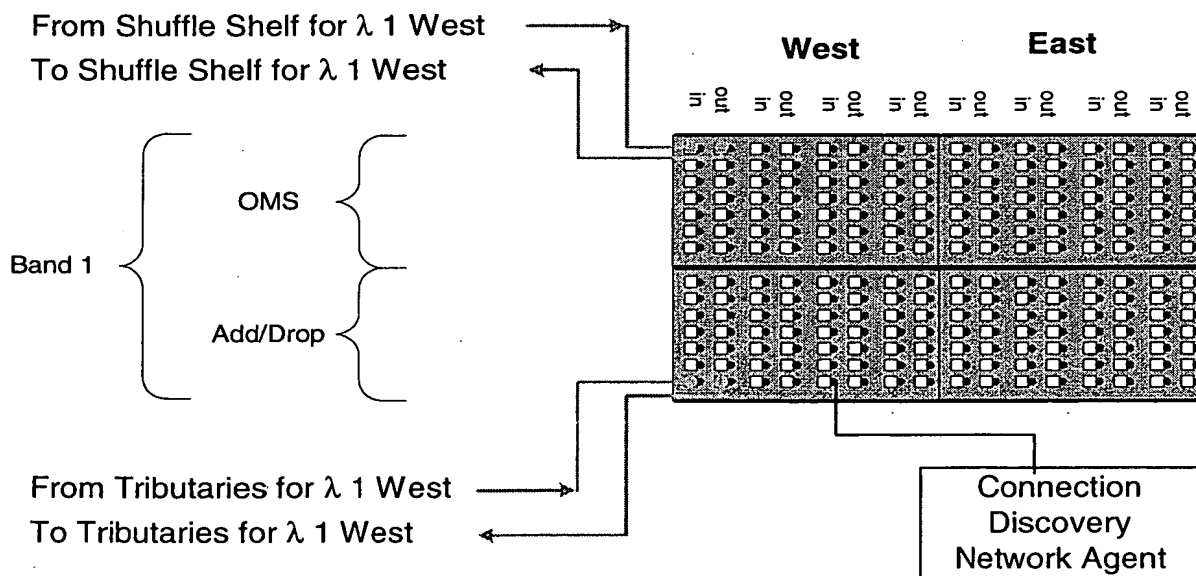 From Shuffle Shelf for λ 1 West
To Shuffle Shelf for λ 1 West
West East
in out in out in out in out in out in out in out in out
OMS
Band 1
Add/Drop
From Tributaries for λ 1 West
To Tributaries for λ 1 West
Connection
Discovery
Network Agent